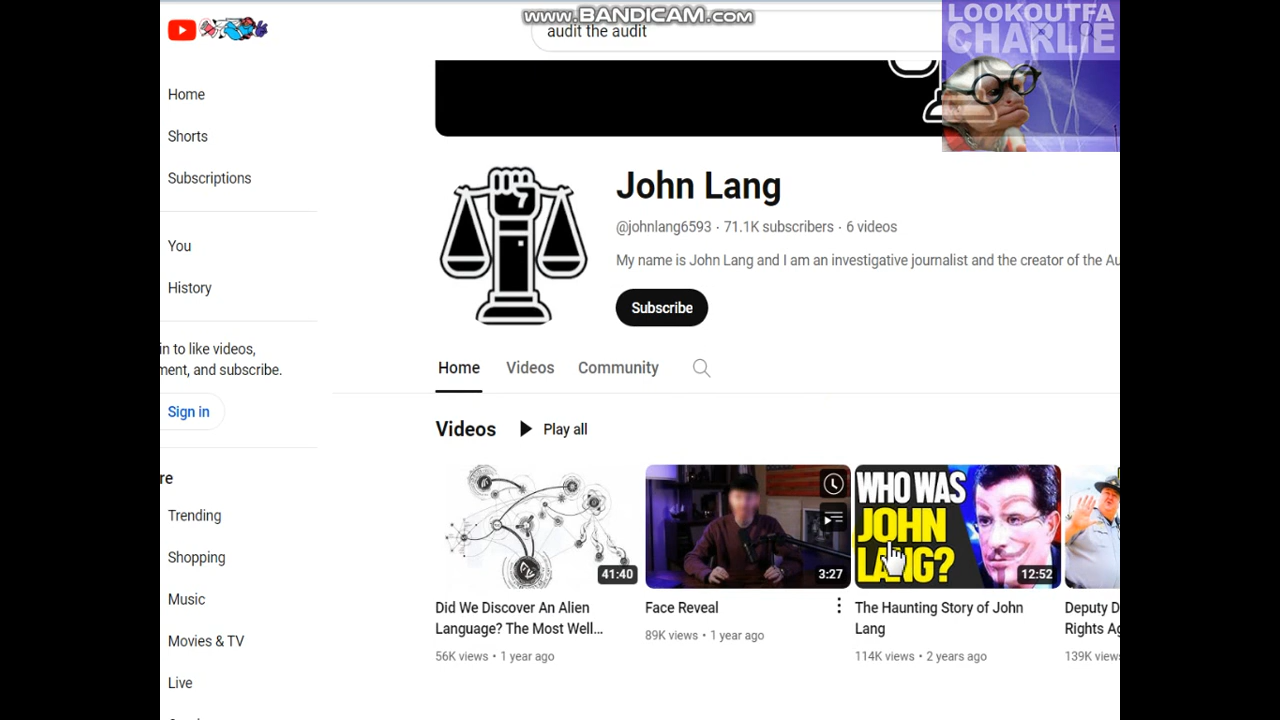 www.BANDICAM.com
LOOKOUTFA
CHARLIE
audit the audit
Home
Shorts
Subscriptions
You
History
in to like videos,
ment, and subscribe.
Sign in
re
Trending
Shopping
Music
Movies & TV
Live
John Lang
@johnlang6593 · 71.1K subscribers · 6 videos
My name is John Lang and I am an investigative journalist and the creator of the Au
Subscribe
Home Videos Community
Videos Play all
41:40
Did We Discover An Alien
Language? The Most Well...
56K views • 1 year ago
3:27
Face Reveal
89K views • 1 year ago
WHO WAS
JOHN
LANG?
12:52
The Haunting Story of John
Lang
114K views • 2 years ago
Deputy D
Rights Ag
139K views